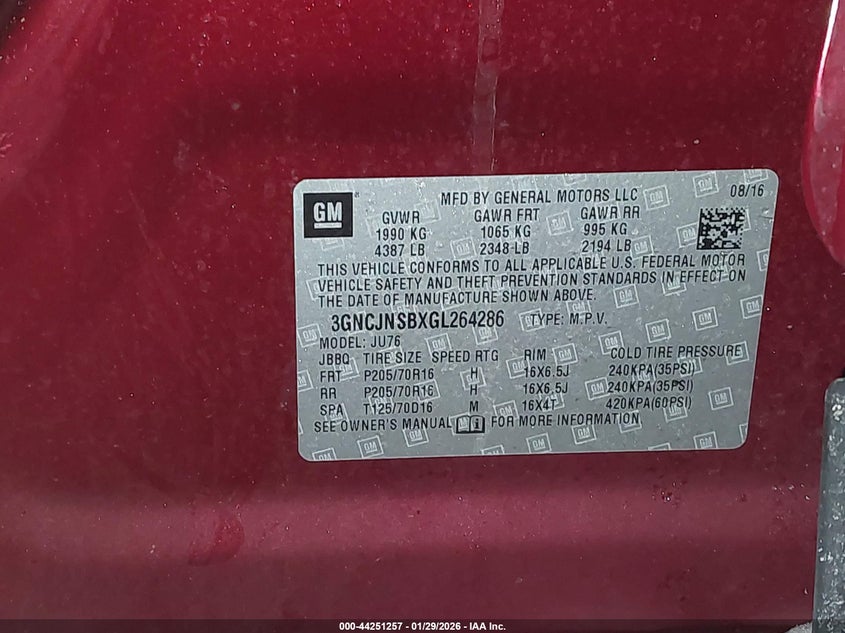 GM
MFD BY GENERAL MOTORS LLC 08/16
GVWR GAWR FRT GAWR RR
1990 KG 1065 KG 995 KG
4387 LB 2348 LB 2194 LB
THIS VEHICLE CONFORMS TO ALL APPLICABLE U.S. FEDERAL MOTOR
VEHICLE SAFETY AND THEFT PREVENTION STANDARDS IN EFFECT ON
THE DATE OF MANUFACTURE SHOWN ABOVE.
3GNCJNSBXGL264286 TYPE: M.P.V.
MODEL: JU76
JBBQ TIRE SIZE SPEED RTG RIM COLD TIRE PRESSURE
FRT P205/70R16 H 16X6.5J 240KPA(35PSI)
RR P205/70R16 H 16X6.5J 240KPA(35PSI)
SPA T125/70D16 M 16X4T 420KPA(60PSI)
SEE OWNER'S MANUAL FOR MORE INFORMATION
000-44251257 - 01/29/2026 - IAA Inc.